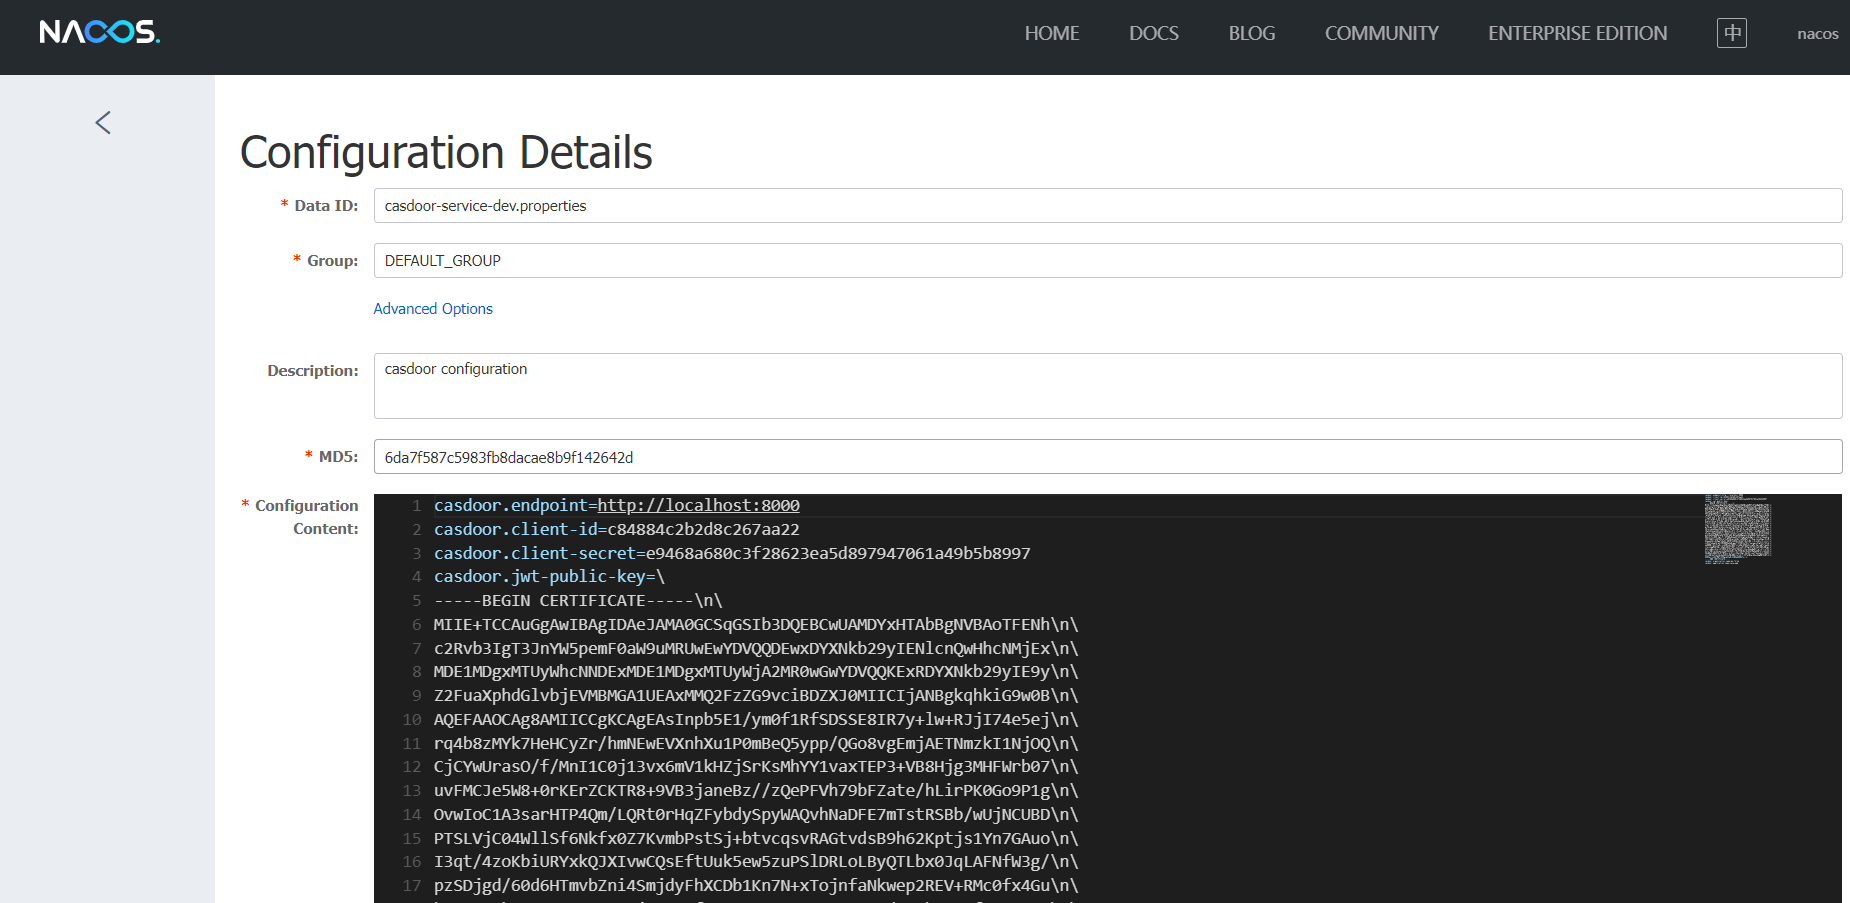 NACOS.
HOME DOCS BLOG COMMUNITY ENTERPRISE EDITION 中 nacos
Configuration Details
* Data ID: casdoor-service-dev.properties
* Group: DEFAULT_GROUP
Advanced Options
Description: casdoor configuration
* MD5: 6da7f587c5983fb8dacae8b9f142642d
* Configuration Content:
1 casdoor.endpoint=http://localhost:8000
2 casdoor.client-id=c84884c2b2d8c267aa22
3 casdoor.client-secret=e9468a680c3f28623ea5d897947061a49b5b8997
4 casdoor.jwt-public-key=\
5 -----BEGIN CERTIFICATE-----\n\
6 MIIE+TCCAuGgAwIBAgIDAeJAMA0GCSqGSIb3DQEBCwUAMDYxHTAbBgNVBAoTFENh\n\
7 c2Rvb3IgT3JnYW5pemF0aW9uMRUwEwYDVQQDEwxDYXNkb29yIENlcnQwHhcNMjEx\n\
8 MDE1MDgxMTUyWhcNNDExMDE1MDgxMTUyWjA2MR0wGwYDVQQKExRDYXNkb29yIE9y\n\
9 Z2FuaXphdGlvbjEVMBMGA1UEAxMMQ2FzZG9vciBDZXJ0MIICIjANBgkqhkiG9w0B\n\
10 AQEFAAOCAg8AMIICCgKCAgEAsInpb5E1/ym0f1RfSDSSE8IR7y+lw+RJjI74e5ej\n\
11 rq4b8zMYk7HeHCyZr/hmNEwEVXnhXu1P0mBeQ5ypp/QGo8vgEmjAETNmzkI1NjOQ\n\
12 CjCYwUrasO/f/MnI1C0j13vx6mV1kHZjSrKsMhYY1vaxTEP3+VB8Hjg3MHFWrb07\n\
13 uvFMCJe5W8+0rKErZCKTR8+9VB3janeBz//zQePFVh79bFZate/hLirPK0Go9P1g\n\
14 OvwIoC1A3sarHTP4Qm/LQRt0rHqZFybdySpyWAQvhNaDFE7mTstRSBb/wUjNCUBD\n\
15 PTSLVjC04WllSf6Nkfx0Z7KvmbPstSj+btvcqsvRAGtvdsB9h62Kptjs1Yn7GAuo\n\
16 I3qt/4zoKbiURYxkQJXIvwCQsEftUuk5ew5zuPSlDRLoLByQTLbx0JqLAFNfW3g/\n\
17 pzSDjgd/60d6HTmvbZni4SmjdyFhXCDb1Kn7N+xTojnfaNkwep2REV+RMc0fx4Gu\n\